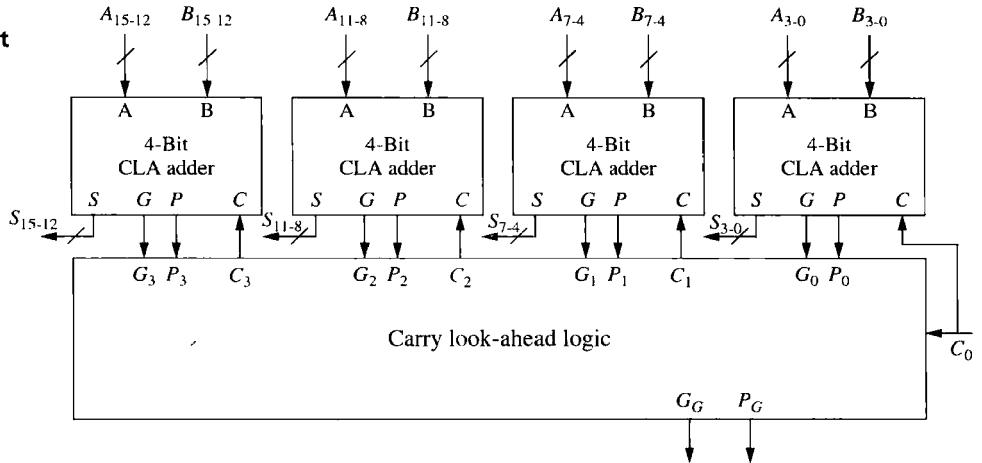 A15-12 B15 12 A11-8 B11-8 A7-4 B7-4 A3-0 B3-0
t
A B A B A B A B
4-Bit 4-Bit 4-Bit 4-Bit
CLA adder CLA adder CLA adder CLA adder
S G P C S G P C S G P C S G P C
S15-12 S11-8 S7-4 S3-0
G3 P3 C3 G2 P2 C2 G1 P1 C1 G0 P0
Carry look-ahead logic
C0
GG PG